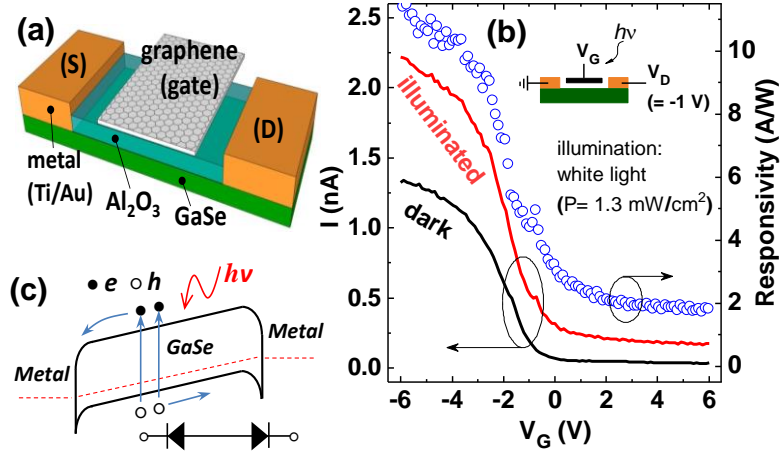 (a)
graphene
(gate)
(S)
(D)
metal
(Ti/Au)
Al2O3
GaSe
(c)
e
h
hν
Metal
GaSe
Metal
(b)
hν
VG
VD
(= -1 V)
illumination:
white light
(P= 1.3 mW/cm²)
illuminated
dark
I (nA)
2.5
2.0
1.5
1.0
0.5
0.0
-6 -4 -2 0 2 4 6
VG (V)
10
8
6
4
2
0
Responsivity (A/W)